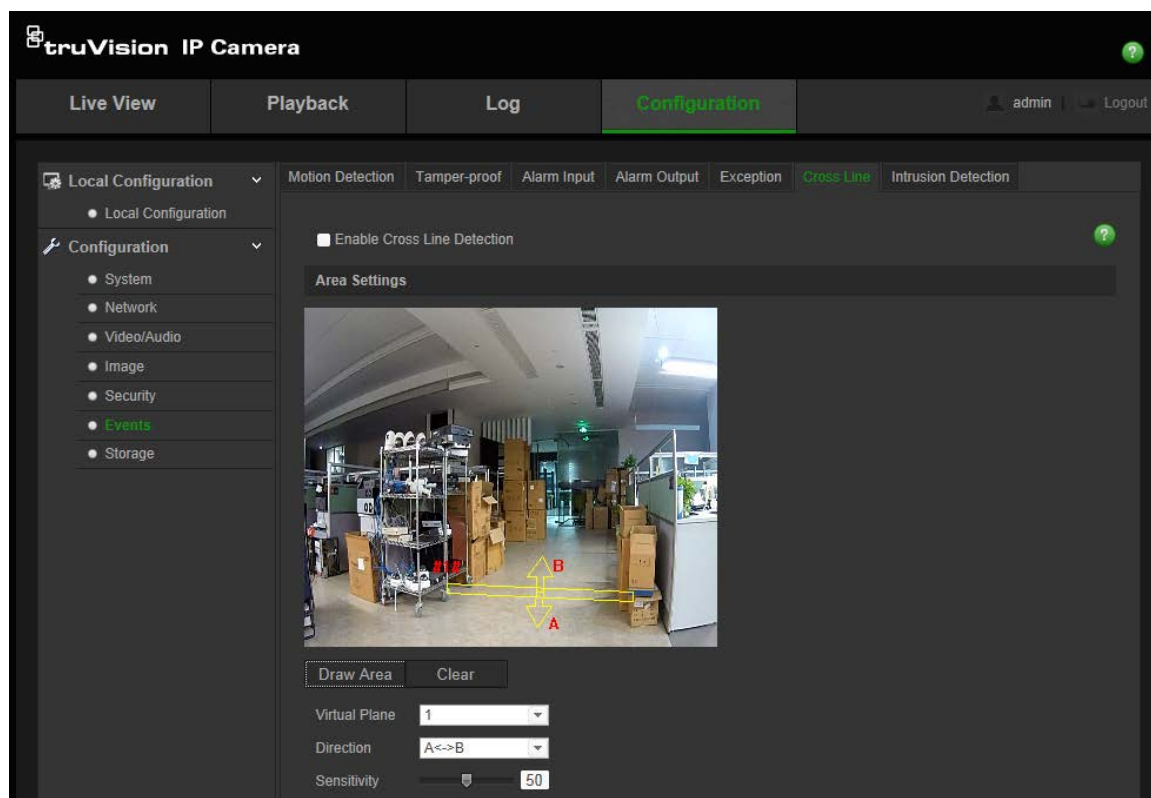 truVision IP Camera
?
Live View Playback Log Configuration admin | Logout
Local Configuration
Local Configuration
Configuration
System
Network
Video/Audio
Image
Security
Events
Storage
Motion Detection Tamper-proof Alarm Input Alarm Output Exception Cross Line Intrusion Detection
Enable Cross Line Detection
?
Area Settings
#1#
B
A
Draw Area Clear
Virtual Plane 1
Direction A<->B
Sensitivity 50